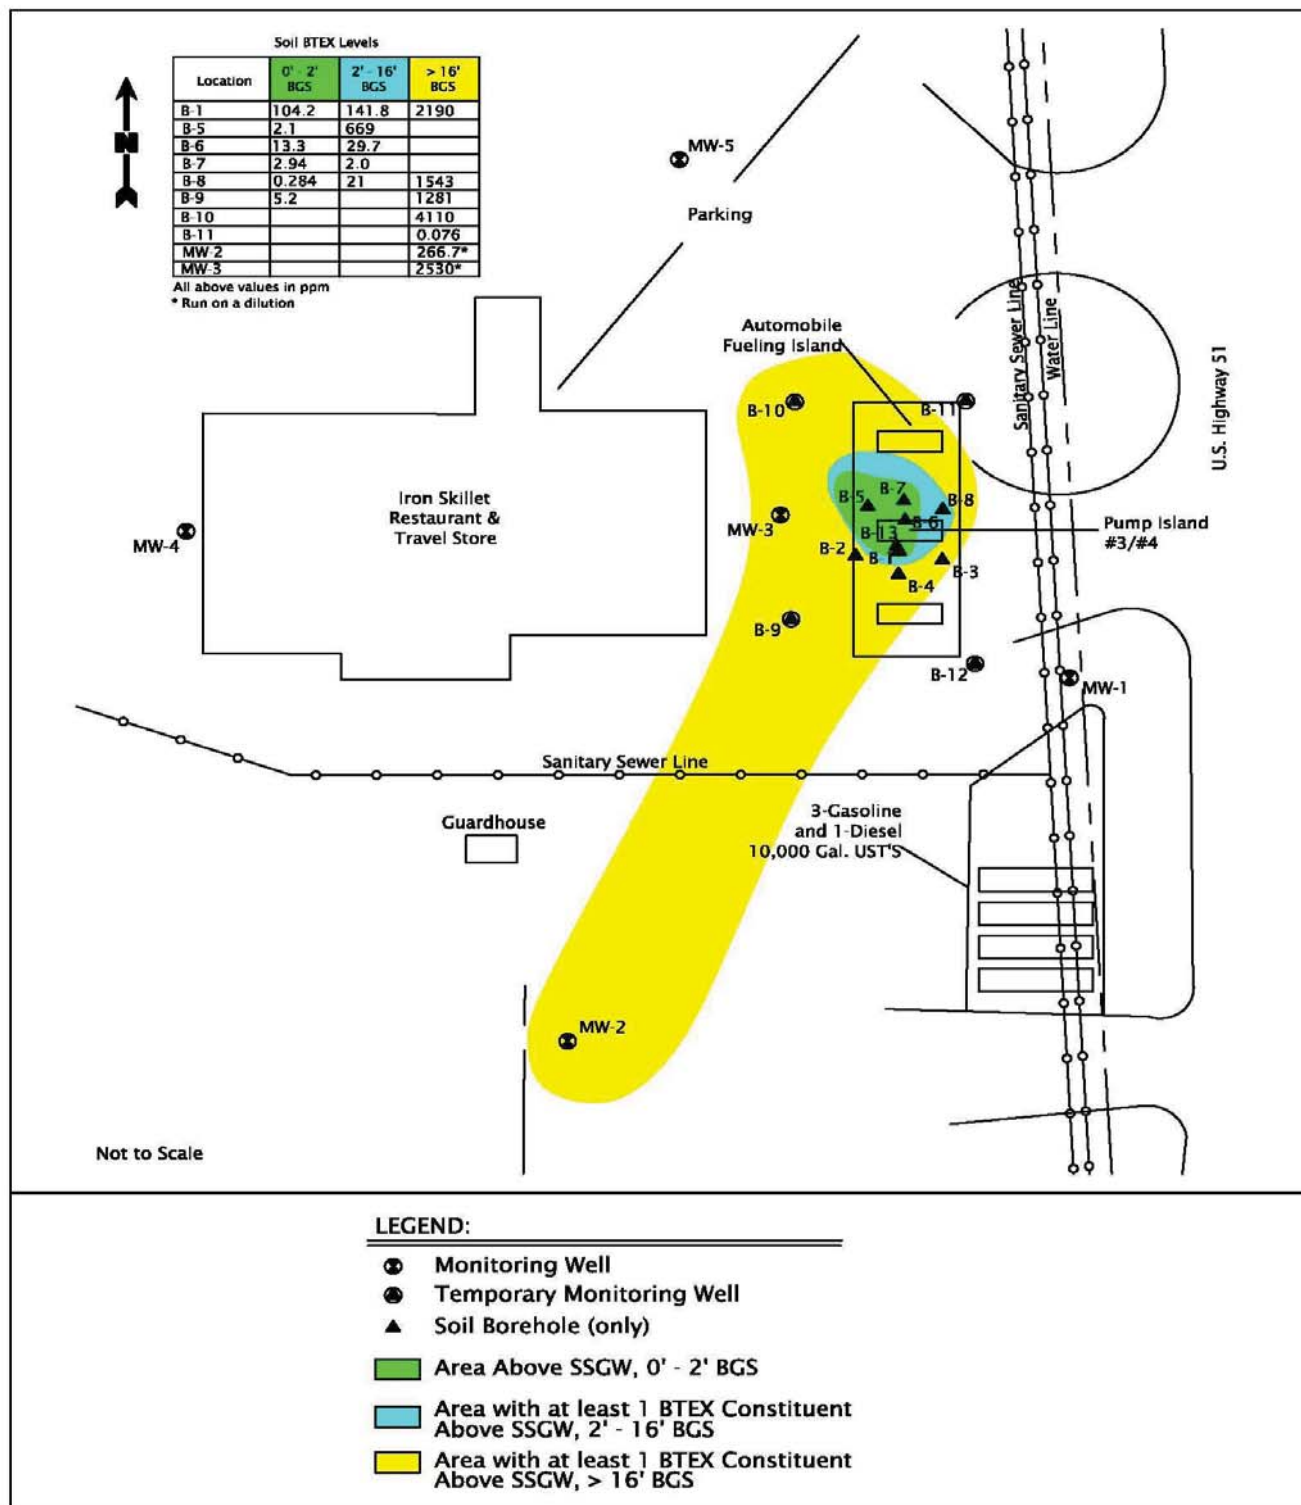 Soil BTEX Levels
Location 0' - 2' BGS 2' - 16' BGS > 16' BGS
B-1 104.2 141.8 2190
B-5 2.1 669
B-6 13.3 29.7
B-7 2.94 2.0
B-8 0.284 21 1543
B-9 5.2 1281
B-10 4110
B-11 0.076
MW-2 266.7*
MW-3 2530*
All above values in ppm
* Run on a dilution
N
MW-5
Parking
Automobile
Fueling Island
Sanitary Sewer Line
Water Line
U.S. Highway 51
B-10
B-11
Iron Skillet
Restaurant &
Travel Store
MW-4
MW-3
B-5
B-7
B-8
B-6
B-13
B-2
B-1
B-3
B-4
Pump Island
#3/#4
B-9
B-12
MW-1
Sanitary Sewer Line
Guardhouse
3-Gasoline
and 1-Diesel
10,000 Gal. UST'S
MW-2
Not to Scale
LEGEND:
Monitoring Well
Temporary Monitoring Well
Soil Borehole (only)
Area Above SSGW, 0' - 2' BGS
Area with at least 1 BTEX Constituent
Above SSGW, 2' - 16' BGS
Area with at least 1 BTEX Constituent
Above SSGW, > 16' BGS